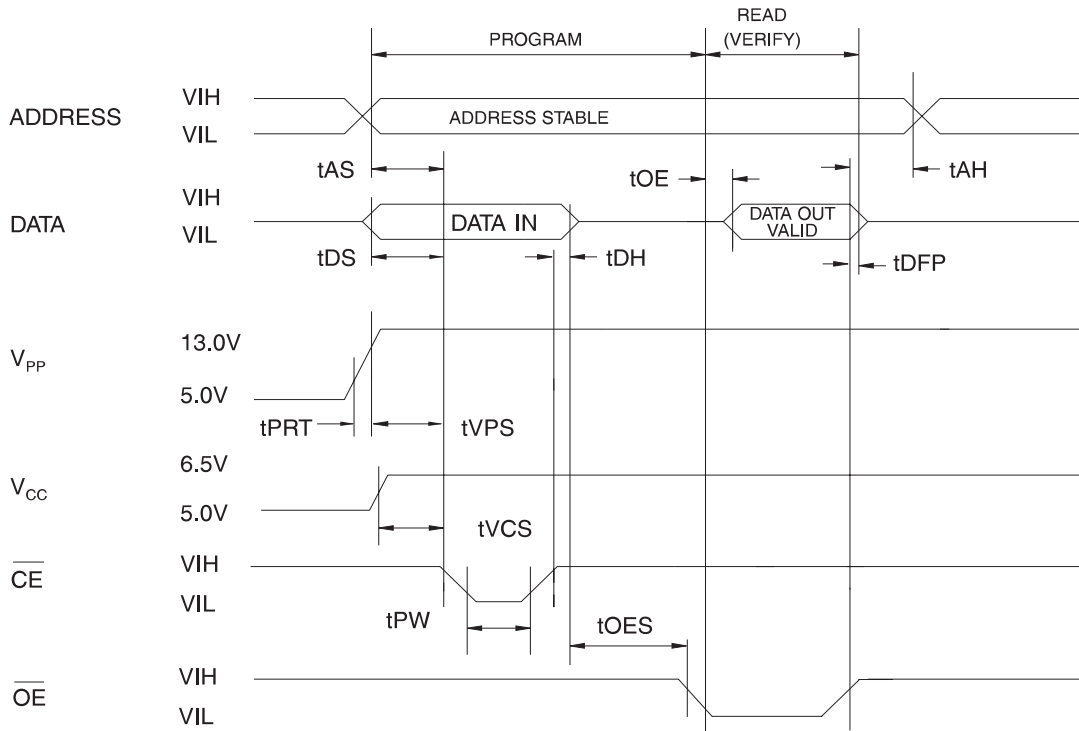 READ
PROGRAM (VERIFY)
ADDRESS VIH
VIL
ADDRESS STABLE
tAS tOE tAH
DATA VIH
VIL
DATA IN
DATA OUT
VALID
tDS tDH tDFP
VPP 13.0V
5.0V
tPRT tVPS
VCC 6.5V
5.0V
tVCS
CE VIH
VIL
tPW tOES
OE VIH
VIL